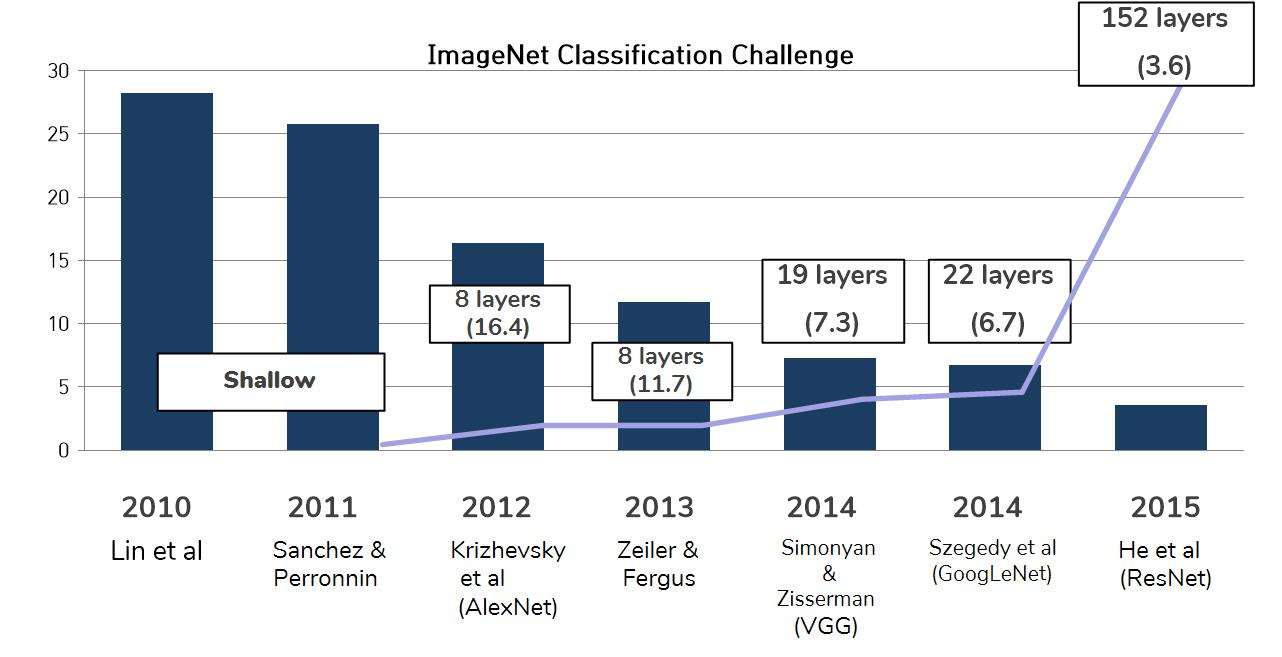 152 layers
(3.6)
ImageNet Classification Challenge
30
25
20
15
10
5
0
19 layers
(7.3)
22 layers
(6.7)
8 layers
(16.4)
8 layers
(11.7)
Shallow
2010
Lin et al
2011
Sanchez &
Perronnin
2012
Krizhevsky
et al
(AlexNet)
2013
Zeiler &
Fergus
2014
Simonyan
&
Zisserman
(VGG)
2014
Szegedy et al
(GoogLeNet)
2015
He et al
(ResNet)